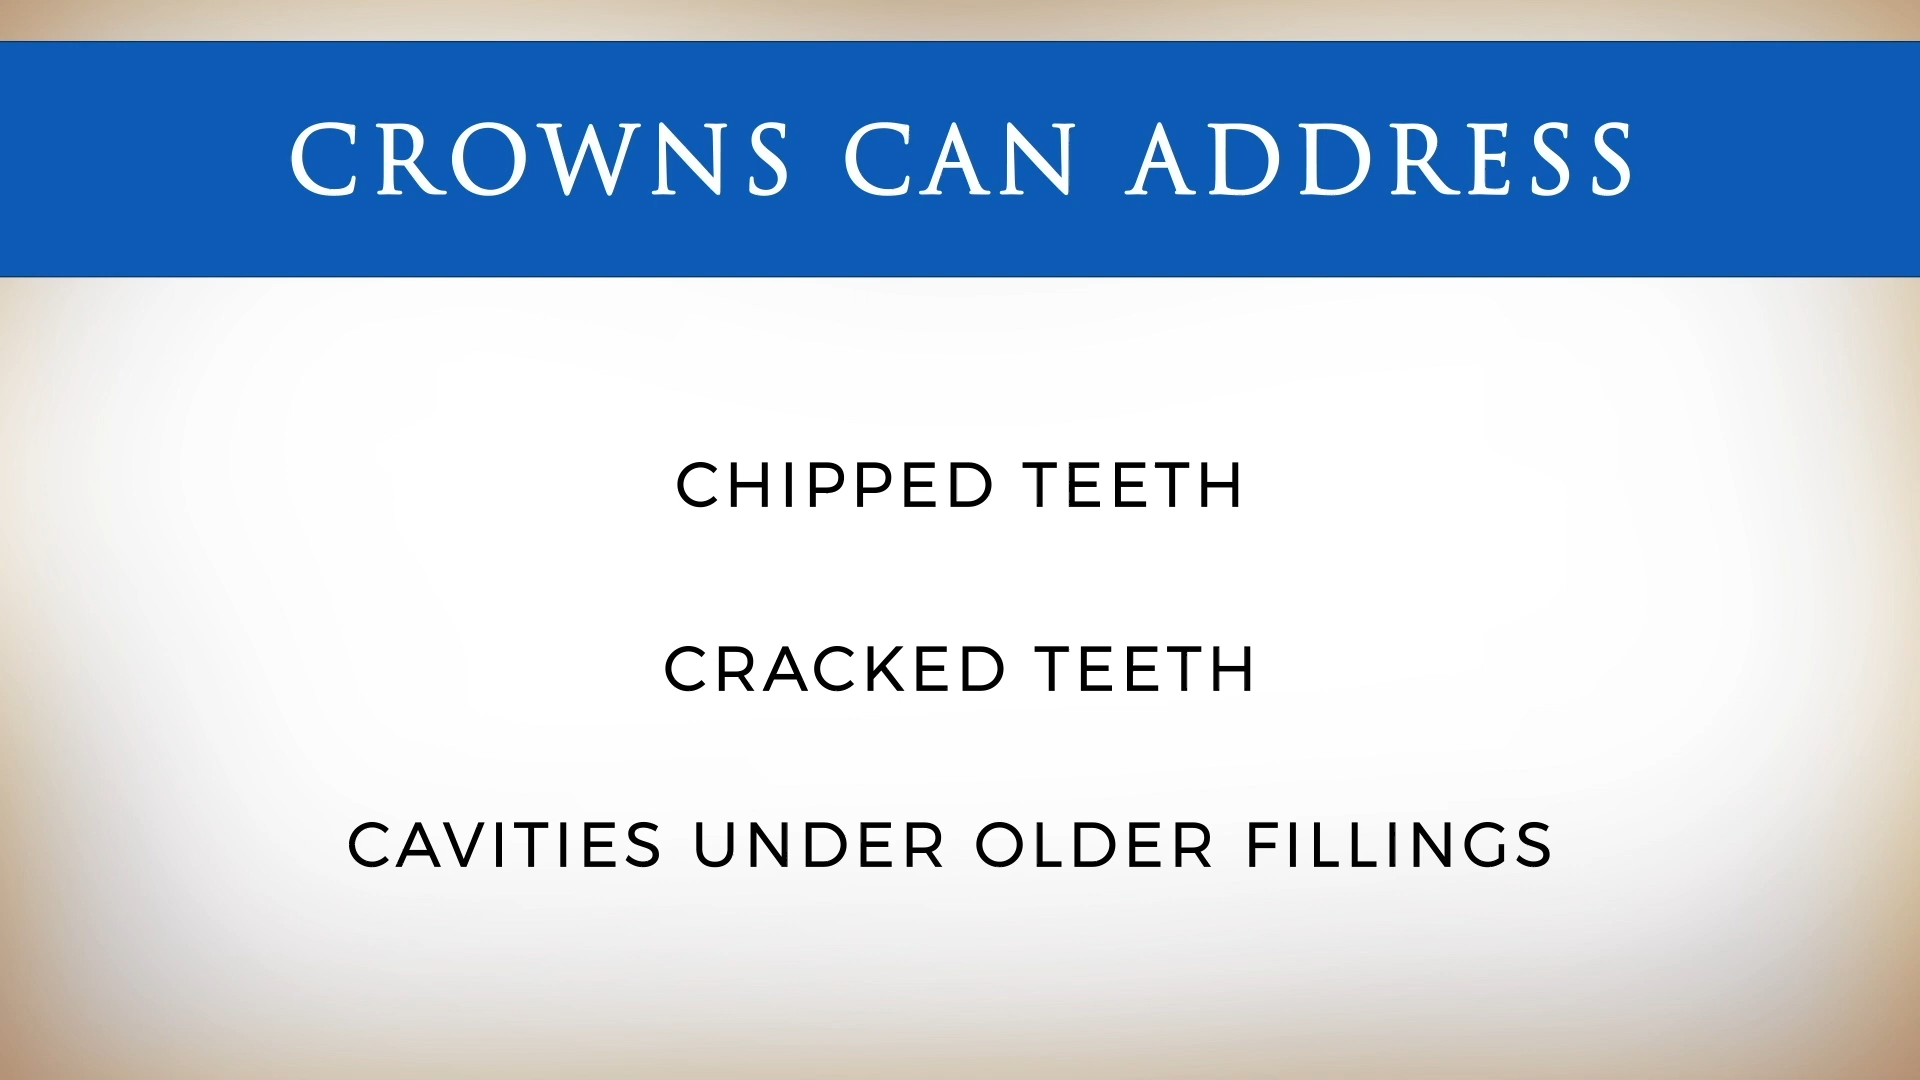 CROWNS CAN ADDRESS
CHIPPED TEETH
CRACKED TEETH
CAVITIES UNDER OLDER FILLINGS